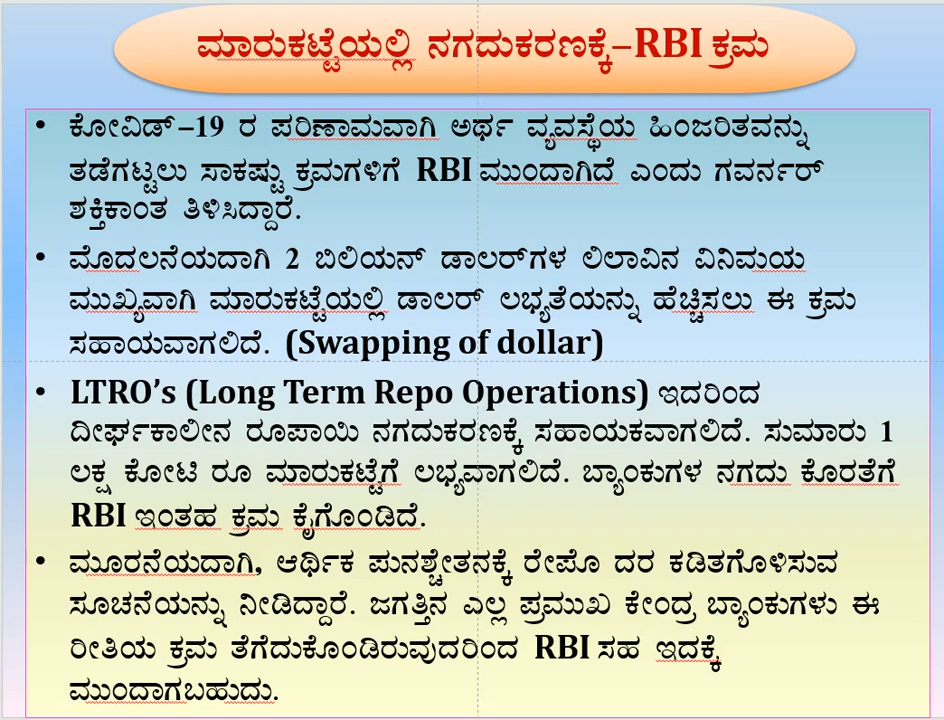 ಮಾರುಕಟ್ಟೆಯಲ್ಲಿ ನಗದುಕರಣಕ್ಕೆ-RBI ಕ್ರಮ
• ಕೋವಿಡ್-19 ರ ಪರಿಣಾಮವಾಗಿ ಅರ್ಥ ವ್ಯವಸ್ಥೆಯ ಹಿಂಜರಿತವನ್ನು
ತಡೆಗಟ್ಟಲು ಸಾಕಷ್ಟು ಕ್ರಮಗಳಿಗೆ RBI ಮುಂದಾಗಿದೆ ಎಂದು ಗವರ್ನರ್
ಶಕ್ತಿಕಾಂತ ತಿಳಿಸಿದ್ದಾರೆ.
• ಮೊದಲನೆಯದಾಗಿ 2 ಬಿಲಿಯನ್ ಡಾಲರ್‌ಗಳ ಲಿಲಾವಿನ ವಿನಿಮಯ
ಮುಖ್ಯವಾಗಿ ಮಾರುಕಟ್ಟೆಯಲ್ಲಿ ಡಾಲರ್ ಲಭ್ಯತೆಯನ್ನು ಹೆಚ್ಚಿಸಲು ಈ ಕ್ರಮ
ಸಹಾಯವಾಗಲಿದೆ. (Swapping of dollar)
• LTRO's (Long Term Repo Operations) ಇದರಿಂದ
ದೀರ್ಘಕಾಲೀನ ರೂಪಾಯಿ ನಗದುಕರಣಕ್ಕೆ ಸಹಾಯಕವಾಗಲಿದೆ. ಸುಮಾರು 1
ಲಕ್ಷ ಕೋಟಿ ರೂ ಮಾರುಕಟ್ಟೆಗೆ ಲಭ್ಯವಾಗಲಿದೆ. ಬ್ಯಾಂಕುಗಳ ನಗದು ಕೊರತೆಗೆ
RBI ಇಂತಹ ಕ್ರಮ ಕೈಗೊಂಡಿದೆ.
• ಮೂರನೆಯದಾಗಿ, ಆರ್ಥಿಕ ಪುನಶ್ಚೇತನಕ್ಕೆ ರೇಪೊ ದರ ಕಡಿತಗೊಳಿಸುವ
ಸೂಚನೆಯನ್ನು ನೀಡಿದ್ದಾರೆ. ಜಗತ್ತಿನ ಎಲ್ಲ ಪ್ರಮುಖ ಕೇಂದ್ರ ಬ್ಯಾಂಕುಗಳು ಈ
ರೀತಿಯ ಕ್ರಮ ತೆಗೆದುಕೊಂಡಿರುವುದರಿಂದ RBI ಸಹ ಇದಕ್ಕೆ
ಮುಂದಾಗಬಹುದು.